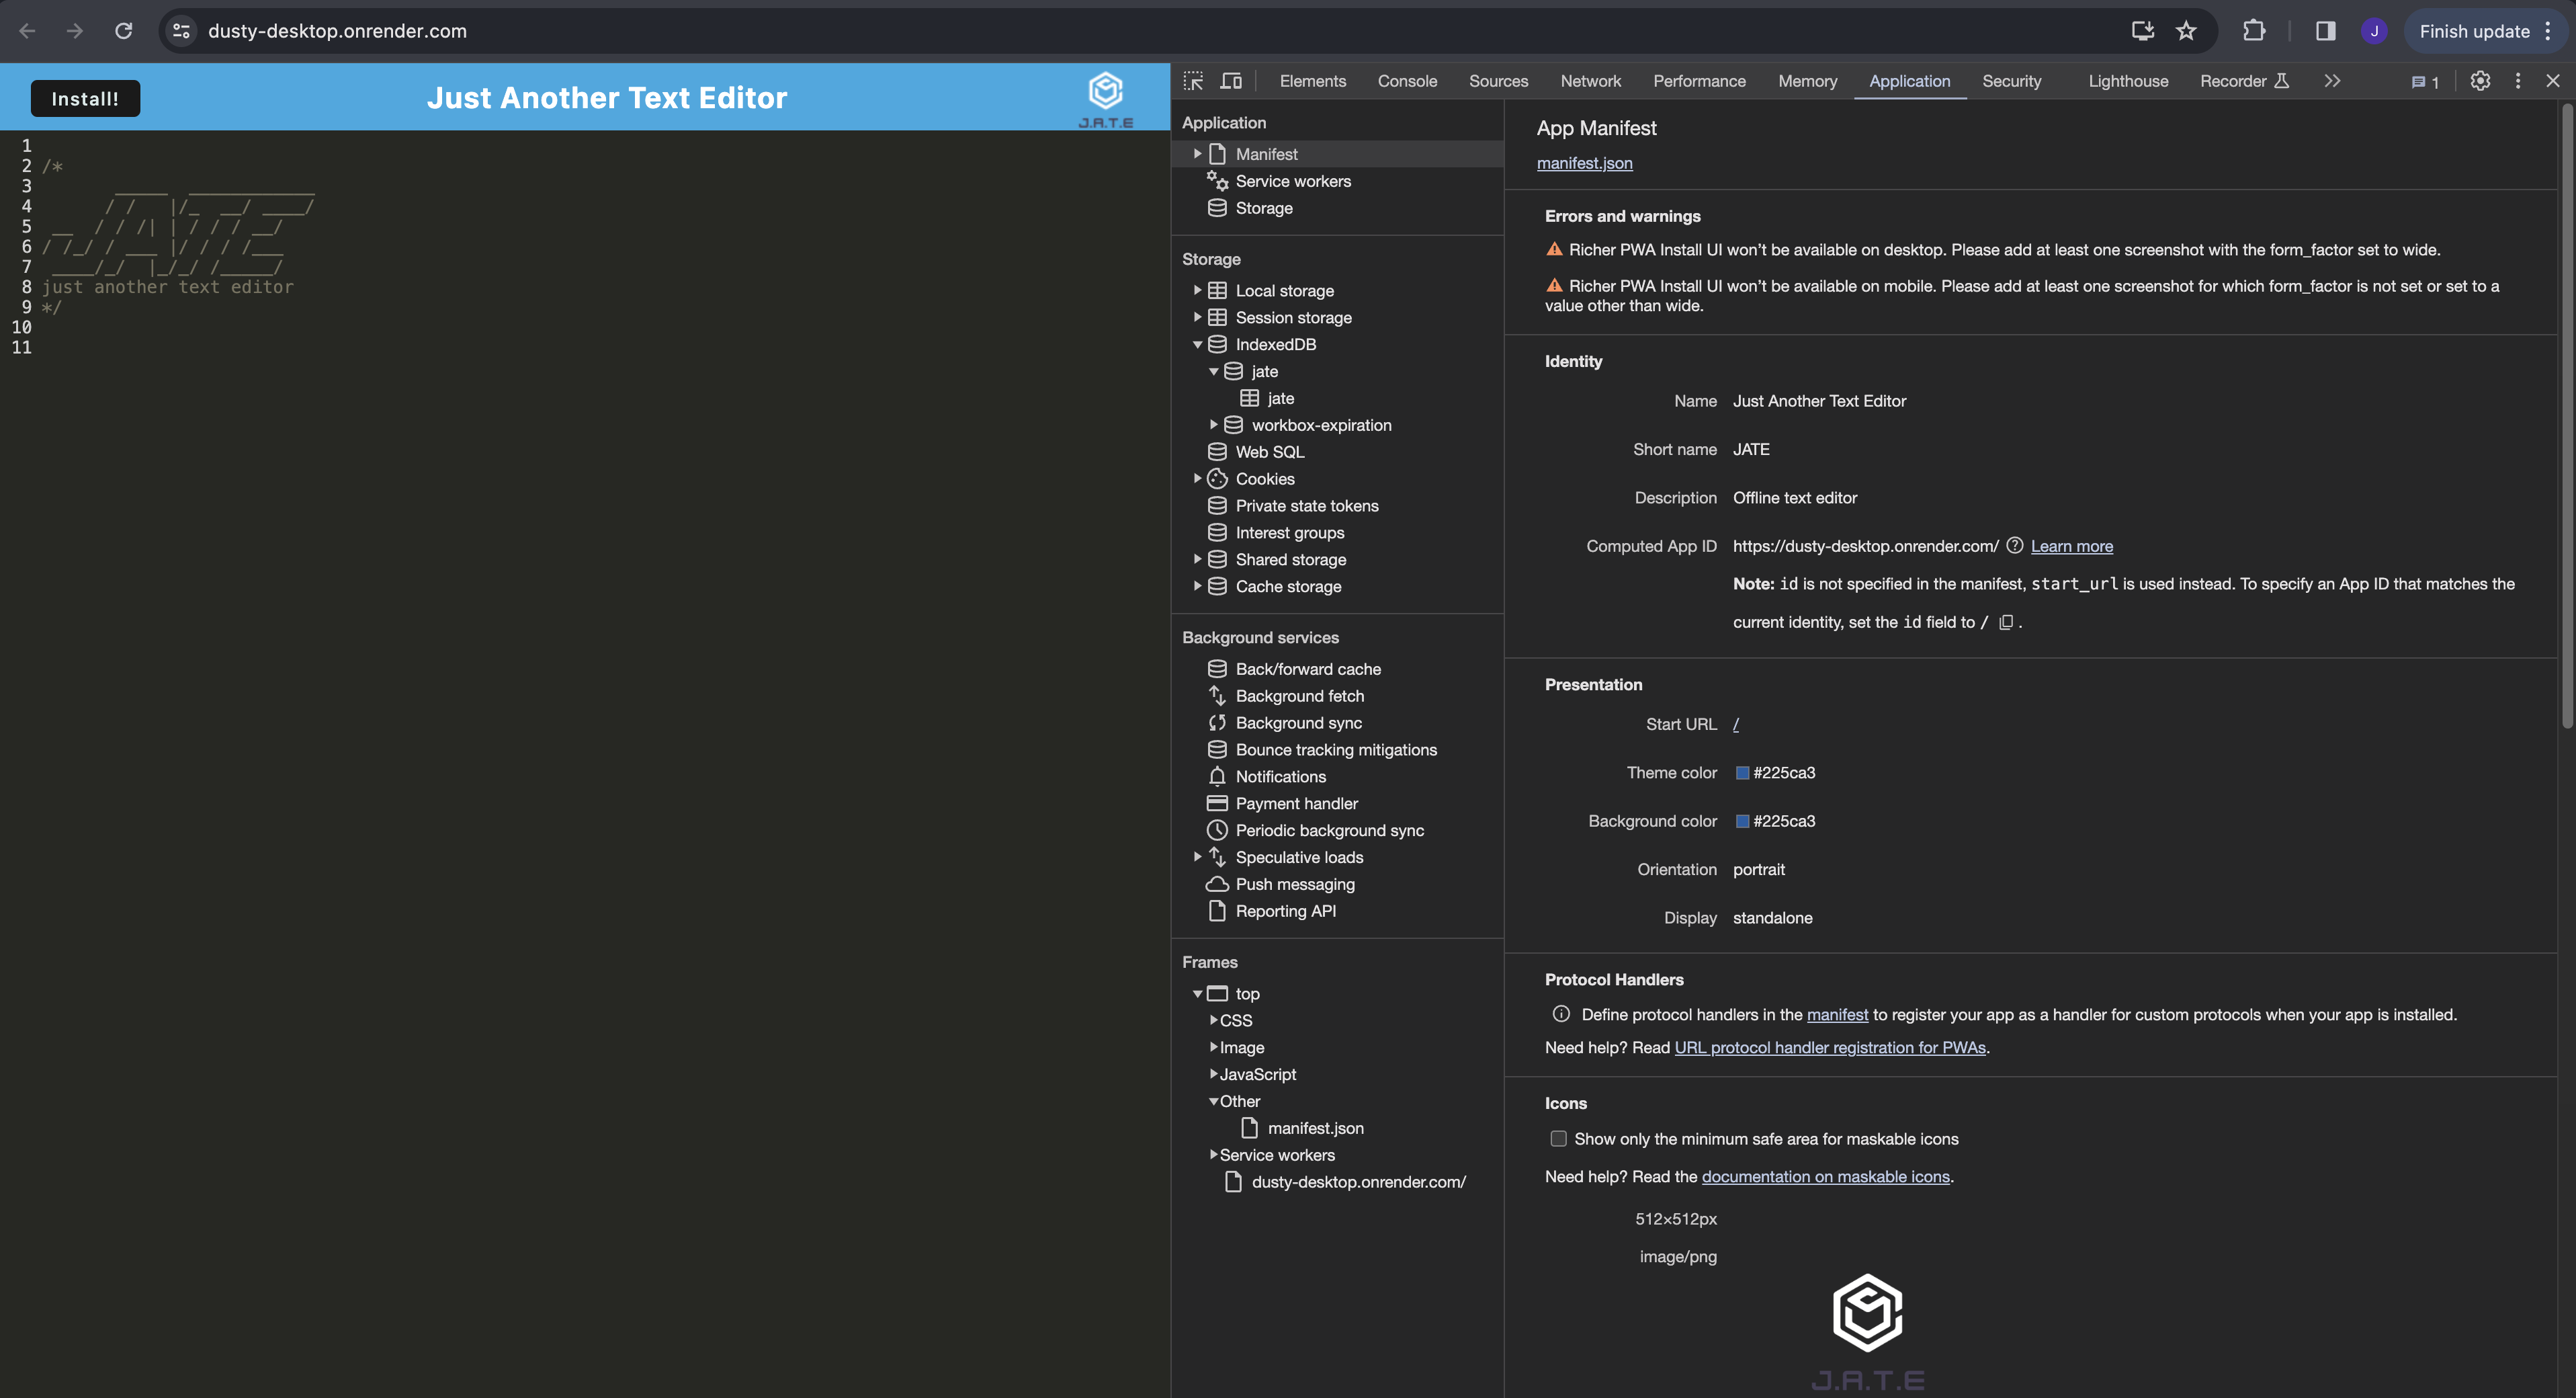 dusty-desktop.onrender.com
J
Finish update
Install!
Just Another Text Editor
J.A.T.E
1
2 /*
3        _____  ____________
4       / /   |/_  __/ ____/
5  __  / / /| | / / / __/
6 / /_/ / ___ |/ / / /___
7  ____/_/  |_/_/ /_____/
8 just another text editor
9 */
10
11
Elements Console Sources Network Performance Memory Application Security Lighthouse Recorder 1
Application
Manifest
Service workers
Storage
Storage
Local storage
Session storage
IndexedDB
jate
jate
workbox-expiration
Web SQL
Cookies
Private state tokens
Interest groups
Shared storage
Cache storage
Background services
Back/forward cache
Background fetch
Background sync
Bounce tracking mitigations
Notifications
Payment handler
Periodic background sync
Speculative loads
Push messaging
Reporting API
Frames
top
CSS
Image
JavaScript
Other
manifest.json
Service workers
dusty-desktop.onrender.com/
App Manifest
manifest.json
Errors and warnings
Richer PWA Install UI won’t be available on desktop. Please add at least one screenshot with the form_factor set to wide.
Richer PWA Install UI won’t be available on mobile. Please add at least one screenshot for which form_factor is not set or set to a
value other than wide.
Identity
Name Just Another Text Editor
Short name JATE
Description Offline text editor
Computed App ID https://dusty-desktop.onrender.com/ ? Learn more
Note: id is not specified in the manifest, start_url is used instead. To specify an App ID that matches the
current identity, set the id field to / .
Presentation
Start URL /
Theme color #225ca3
Background color #225ca3
Orientation portrait
Display standalone
Protocol Handlers
Define protocol handlers in the manifest to register your app as a handler for custom protocols when your app is installed.
Need help? Read URL protocol handler registration for PWAs.
Icons
Show only the minimum safe area for maskable icons
Need help? Read the documentation on maskable icons.
512×512px
image/png
J.A.T.E